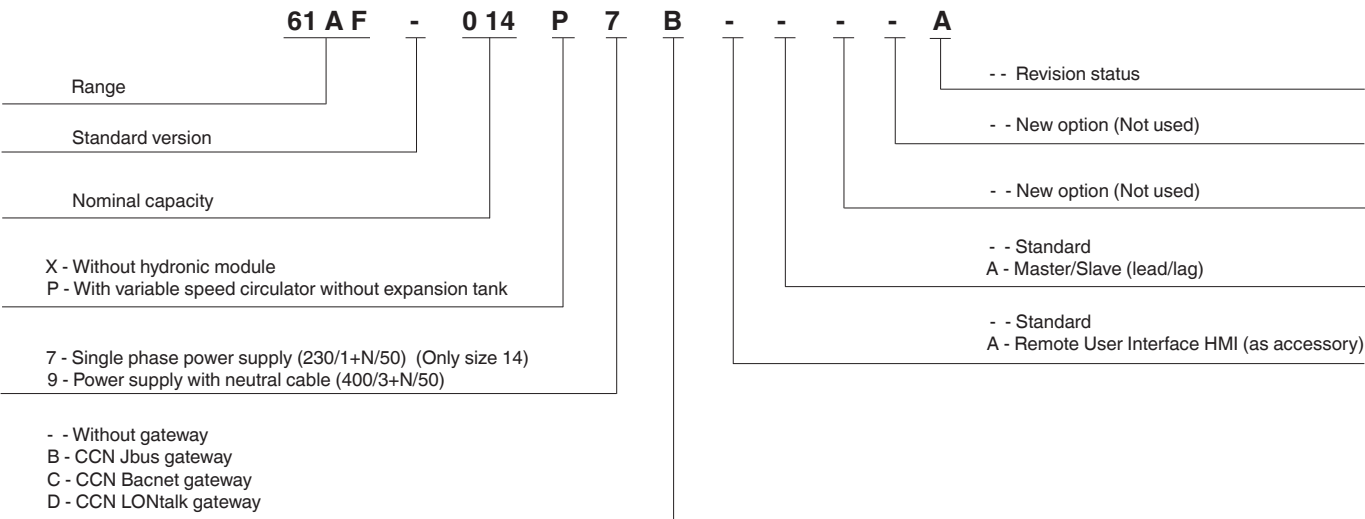 61 A F - 0 14 P 7 B - - - - A
Range
Standard version
Nominal capacity
X - Without hydronic module
P - With variable speed circulator without expansion tank
7 - Single phase power supply (230/1+N/50) (Only size 14)
9 - Power supply with neutral cable (400/3+N/50)
- - Without gateway
B - CCN Jbus gateway
C - CCN Bacnet gateway
D - CCN LONtalk gateway
- - Revision status
- - New option (Not used)
- - New option (Not used)
- - Standard
A - Master/Slave (lead/lag)
- - Standard
A - Remote User Interface HMI (as accessory)